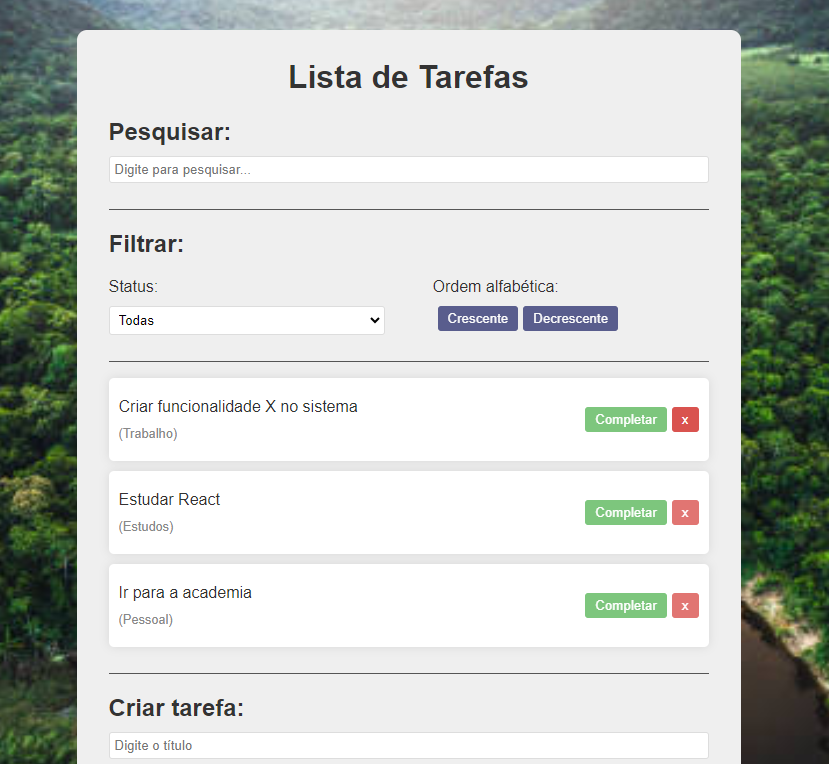 Lista de Tarefas
Pesquisar:
Digite para pesquisar...
Filtrar:
Status:
Todas
Ordem alfabética:
Crescente Decrescente
Criar funcionalidade X no sistema
(Trabalho)
Completar x
Estudar React
(Estudos)
Completar x
Ir para a academia
(Pessoal)
Completar x
Criar tarefa:
Digite o título